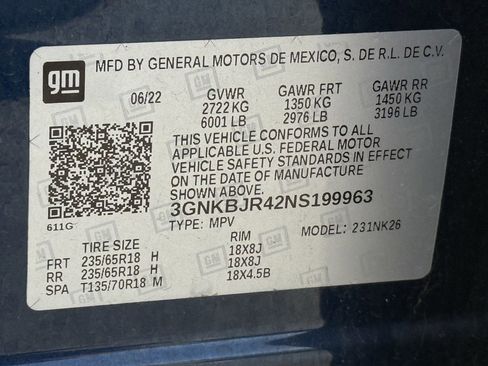 gm
MFD BY GENERAL MOTORS DE MEXICO, S. DE R.L. DE C.V.
06/22 GVWR GAWR FRT GAWR RR
2722 KG 1350 KG 1450 KG
6001 LB 2976 LB 3196 LB
THIS VEHICLE CONFORMS TO ALL
APPLICABLE U.S. FEDERAL MOTOR
VEHICLE SAFETY STANDARDS IN EFFECT
ON THE DATE OF MANUFACTURE
SHOWN ABOVE.
3GNKBJR42NS199963
611G TYPE: MPV MODEL: 231NK26
TIRE SIZE RIM
FRT 235/65R18 H 18X8J
RR 235/65R18 H 18X8J
SPA T135/70R18 M 18X4.5B